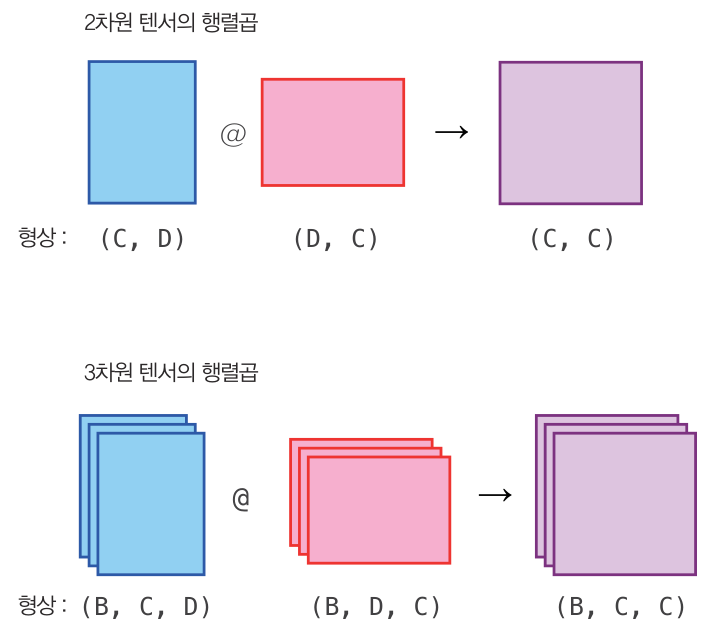 2차원 텐서의 행렬곱
@ →
형상 : (C, D) (D, C) (C, C)
3차원 텐서의 행렬곱
@ →
형상 : (B, C, D) (B, D, C) (B, C, C)